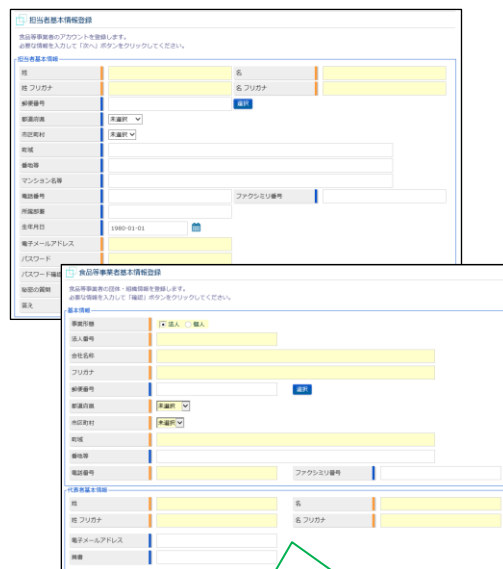 担当者基本情報登録
食品等事業者のアカウントを登録します。
必要な情報を入力して「次へ」ボタンをクリックしてください。
担当者基本情報
姓 名
姓 フリガナ 名 フリガナ
郵便番号 選択
都道府県 未選択
市区町村 未選択
町域
番地等
マンション名等
電話番号 ファクシミリ番号
所属部署
生年月日 1980-01-01
電子メールアドレス
パスワード
パスワード確認
秘密の質問
答え
食品等事業者基本情報登録
食品等事業者の団体・組織情報を登録します。
必要な情報を入力して「確認」ボタンをクリックしてください。
基本情報
事業形態 法人 個人
法人番号
会社名称
フリガナ
郵便番号 選択
都道府県 未選択
市区町村 未選択
町域
番地等
電話番号 ファクシミリ番号
代表者基本情報
姓 名
姓 フリガナ 名 フリガナ
電子メールアドレス
肩書